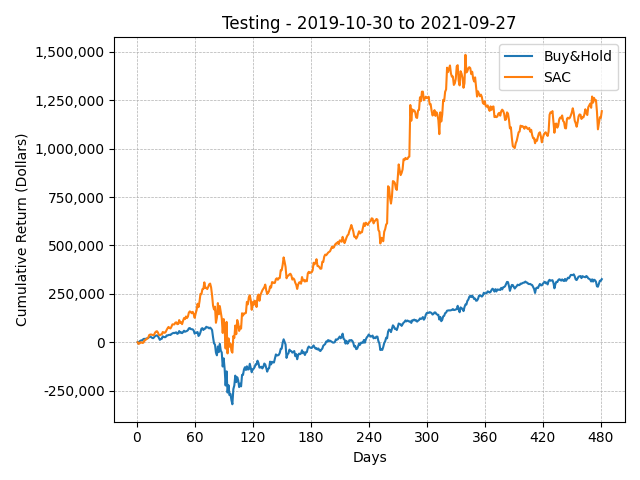 Testing - 2019-10-30 to 2021-09-27
Cumulative Return (Dollars)
1,500,000
1,250,000
1,000,000
750,000
500,000
250,000
0
-250,000
Buy&Hold
SAC
0 60 120 180 240 300 360 420 480
Days